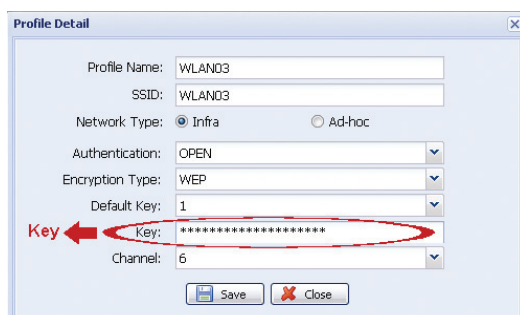 Profile Detail
Profile Name: WLAN03
SSID: WLAN03
Network Type: Infra Ad-hoc
Authentication: OPEN
Encryption Type: WEP
Default Key: 1
Key Key: ********************
Channel: 6
Save Close